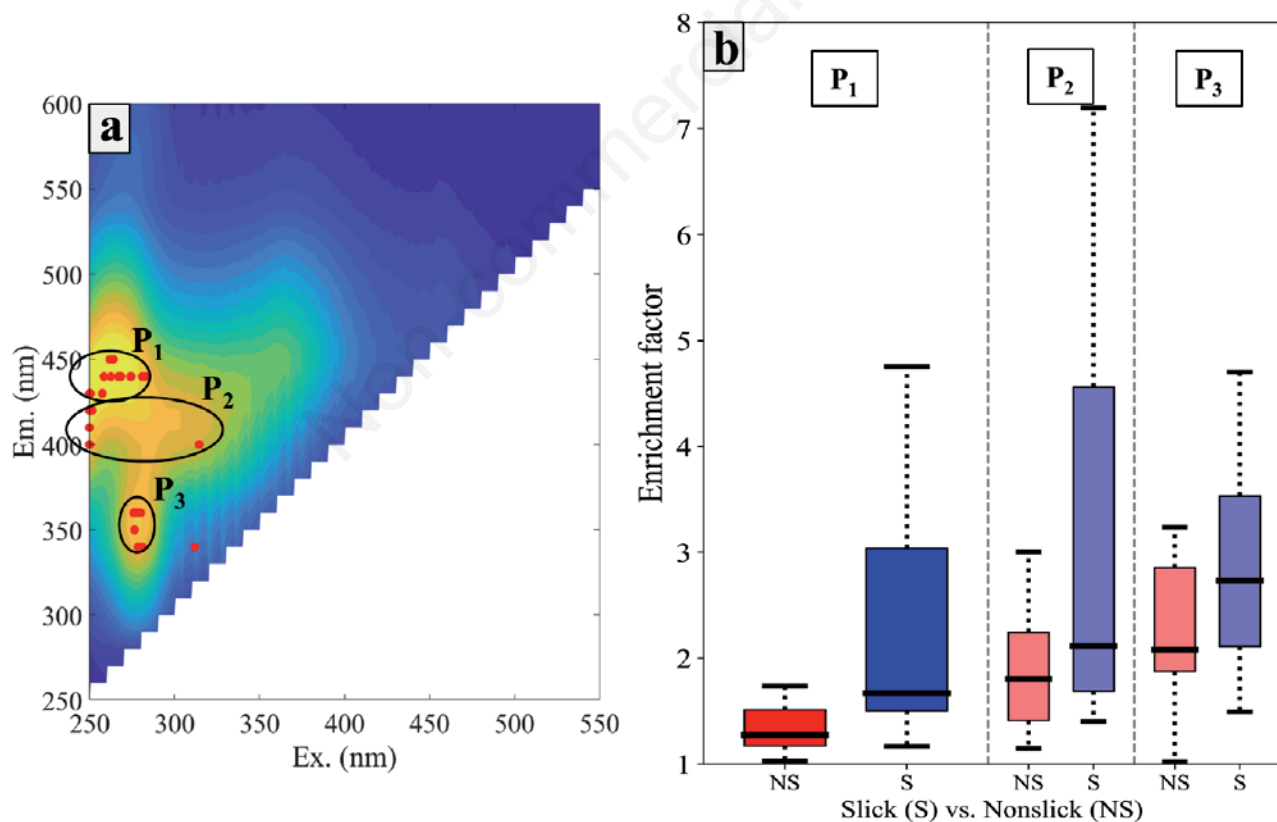 a
600
550
500
450
400
350
300
250
Em. (nm)
P₁
P₂
P₃
250 300 350 400 450 500 550
Ex. (nm)
b
P₁ P₂ P₃
8
7
6
5
4
3
2
1
Enrichment factor
NS S NS S NS S
Slick (S) vs. Nonslick (NS)
Non commercial